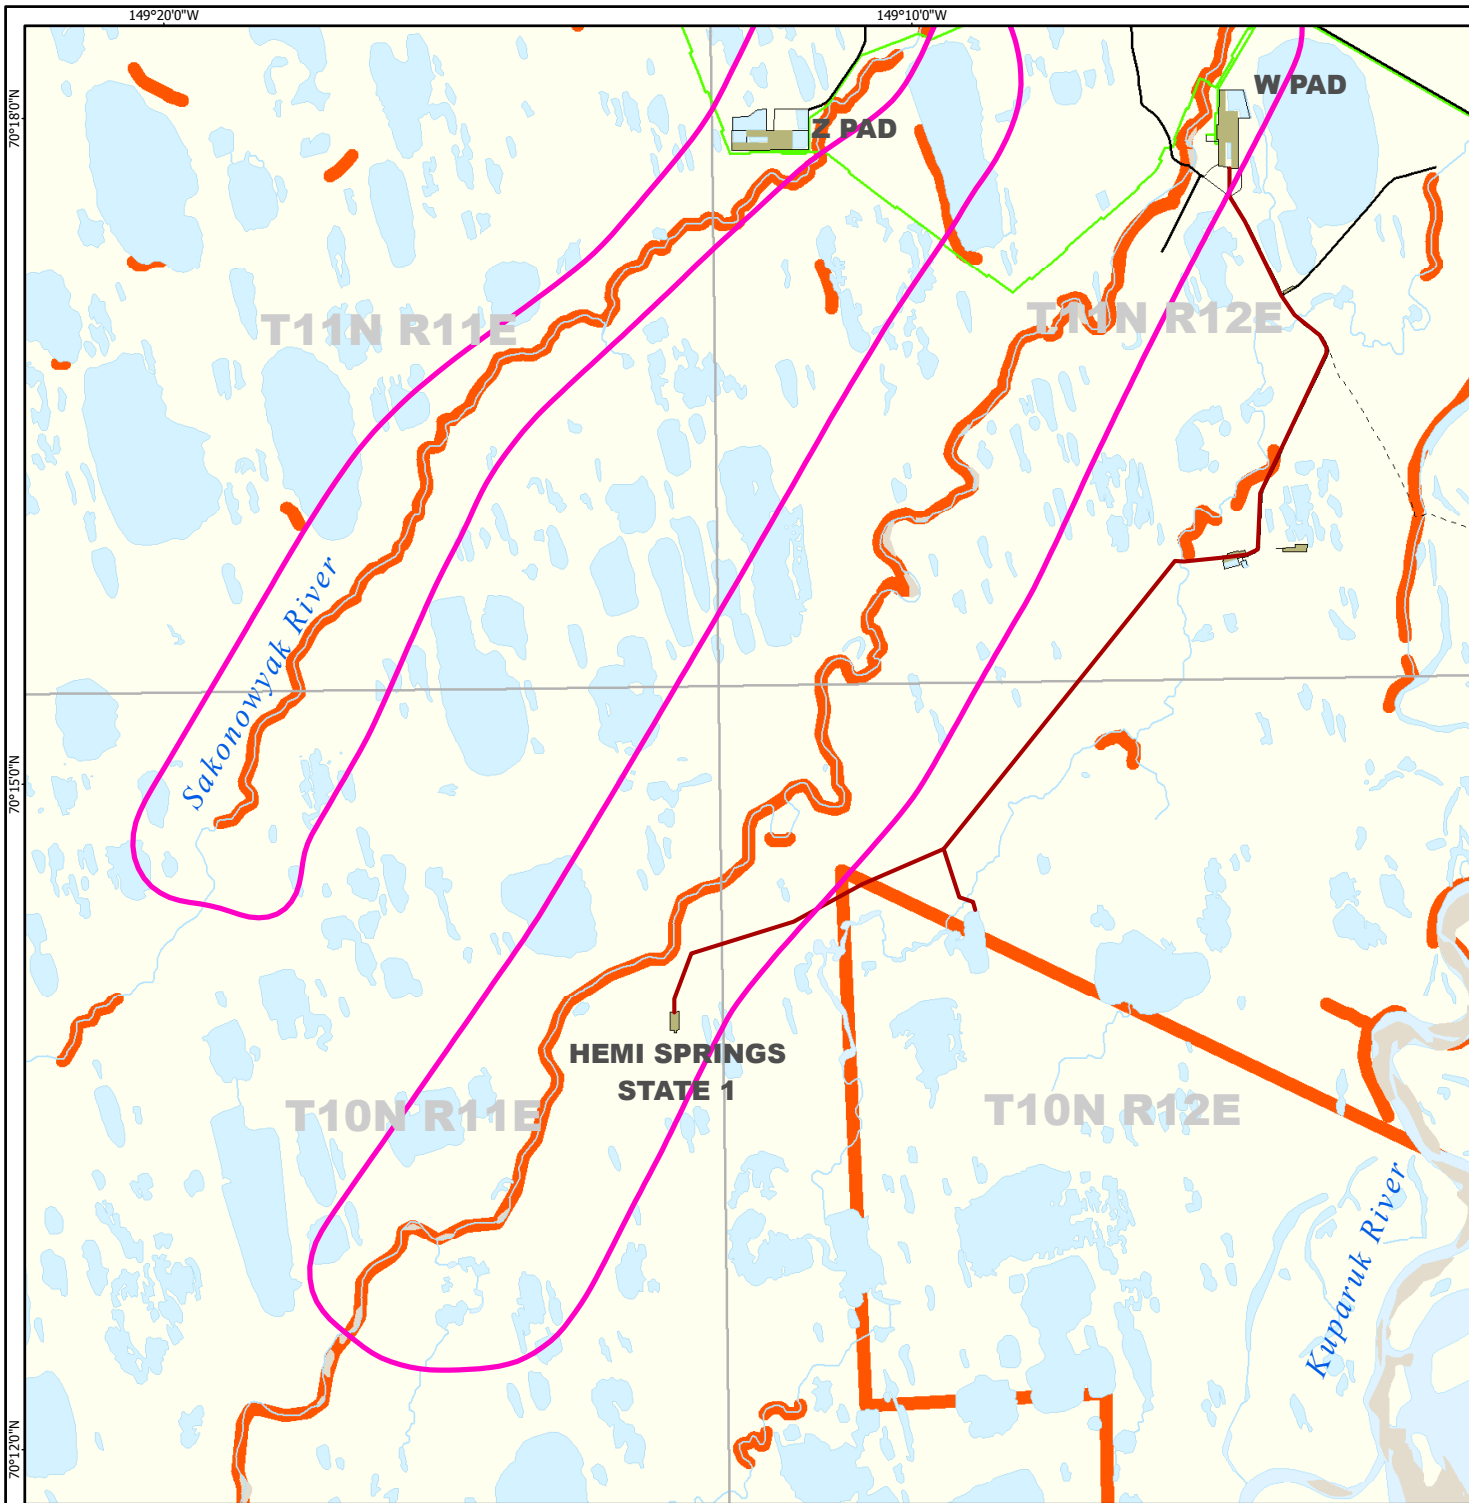 149°20'0"W
149°10'0"W
70°18'0"N
W PAD
Z PAD
T11N R11E
T11N R12E
Sakonowyak River
70°15'0"N
HEMI SPRINGS
STATE 1
T10N R11E
T10N R12E
Kuparuk River
70°12'0"N